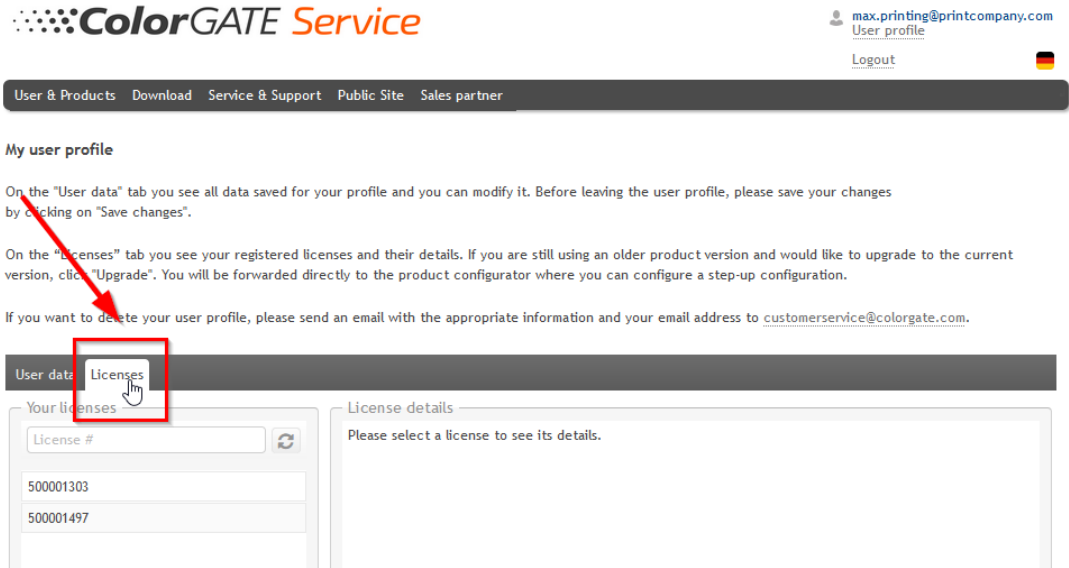 ColorGATE Service
max.printing@printcompany.com
User profile
Logout
User & Products Download Service & Support Public Site Sales partner
My user profile
On the "User data" tab you see all data saved for your profile and you can modify it. Before leaving the user profile, please save your changes
by clicking on "Save changes".
On the “Licenses” tab you see your registered licenses and their details. If you are still using an older product version and would like to upgrade to the current
version, click "Upgrade". You will be forwarded directly to the product configurator where you can configure a step-up configuration.
If you want to delete your user profile, please send an email with the appropriate information and your email address to customerservice@colorgate.com.
User data Licenses
Your licenses
License #
500001303
500001497
License details
Please select a license to see its details.